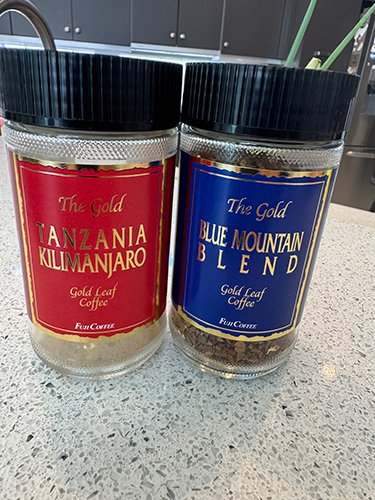 The Gold
TANZANIA
KILIMANJARO
Gold Leaf
Coffee
FUJI COFFEE
The Gold
BLUE MOUNTAIN
BLEND
Gold Leaf
Coffee
FUJI COFFEE